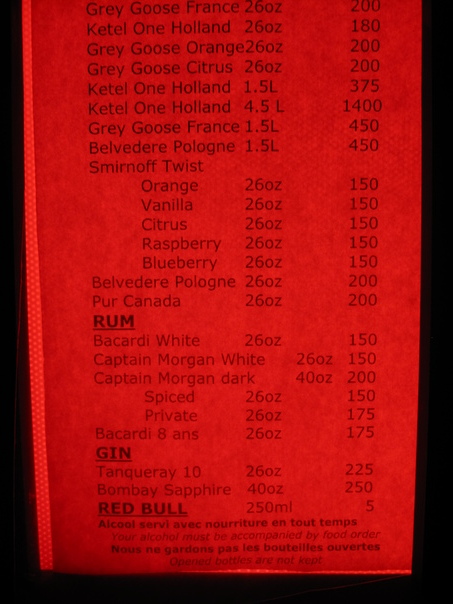 Grey Goose France 26oz 200
Ketel One Holland 26oz 180
Grey Goose Orange 26oz 200
Grey Goose Citrus 26oz 200
Ketel One Holland 1.5L 375
Ketel One Holland 4.5 L 1400
Grey Goose France 1.5L 450
Belvedere Pologne 1.5L 450
Smirnoff Twist
Orange 26oz 150
Vanilla 26oz 150
Citrus 26oz 150
Raspberry 26oz 150
Blueberry 26oz 150
Belvedere Pologne 26oz 200
Pur Canada 26oz 200
RUM
Bacardi White 26oz 150
Captain Morgan White 26oz 150
Captain Morgan dark 40oz 200
Spiced 26oz 150
Private 26oz 175
Bacardi 8 ans 26oz 175
GIN
Tanqueray 10 26oz 225
Bombay Sapphire 40oz 250
RED BULL 250ml 5
Alcool servi avec nourriture en tout temps
Your alcohol must be accompanied by food order
Nous ne gardons pas les bouteilles ouvertes
Opened bottles are not kept